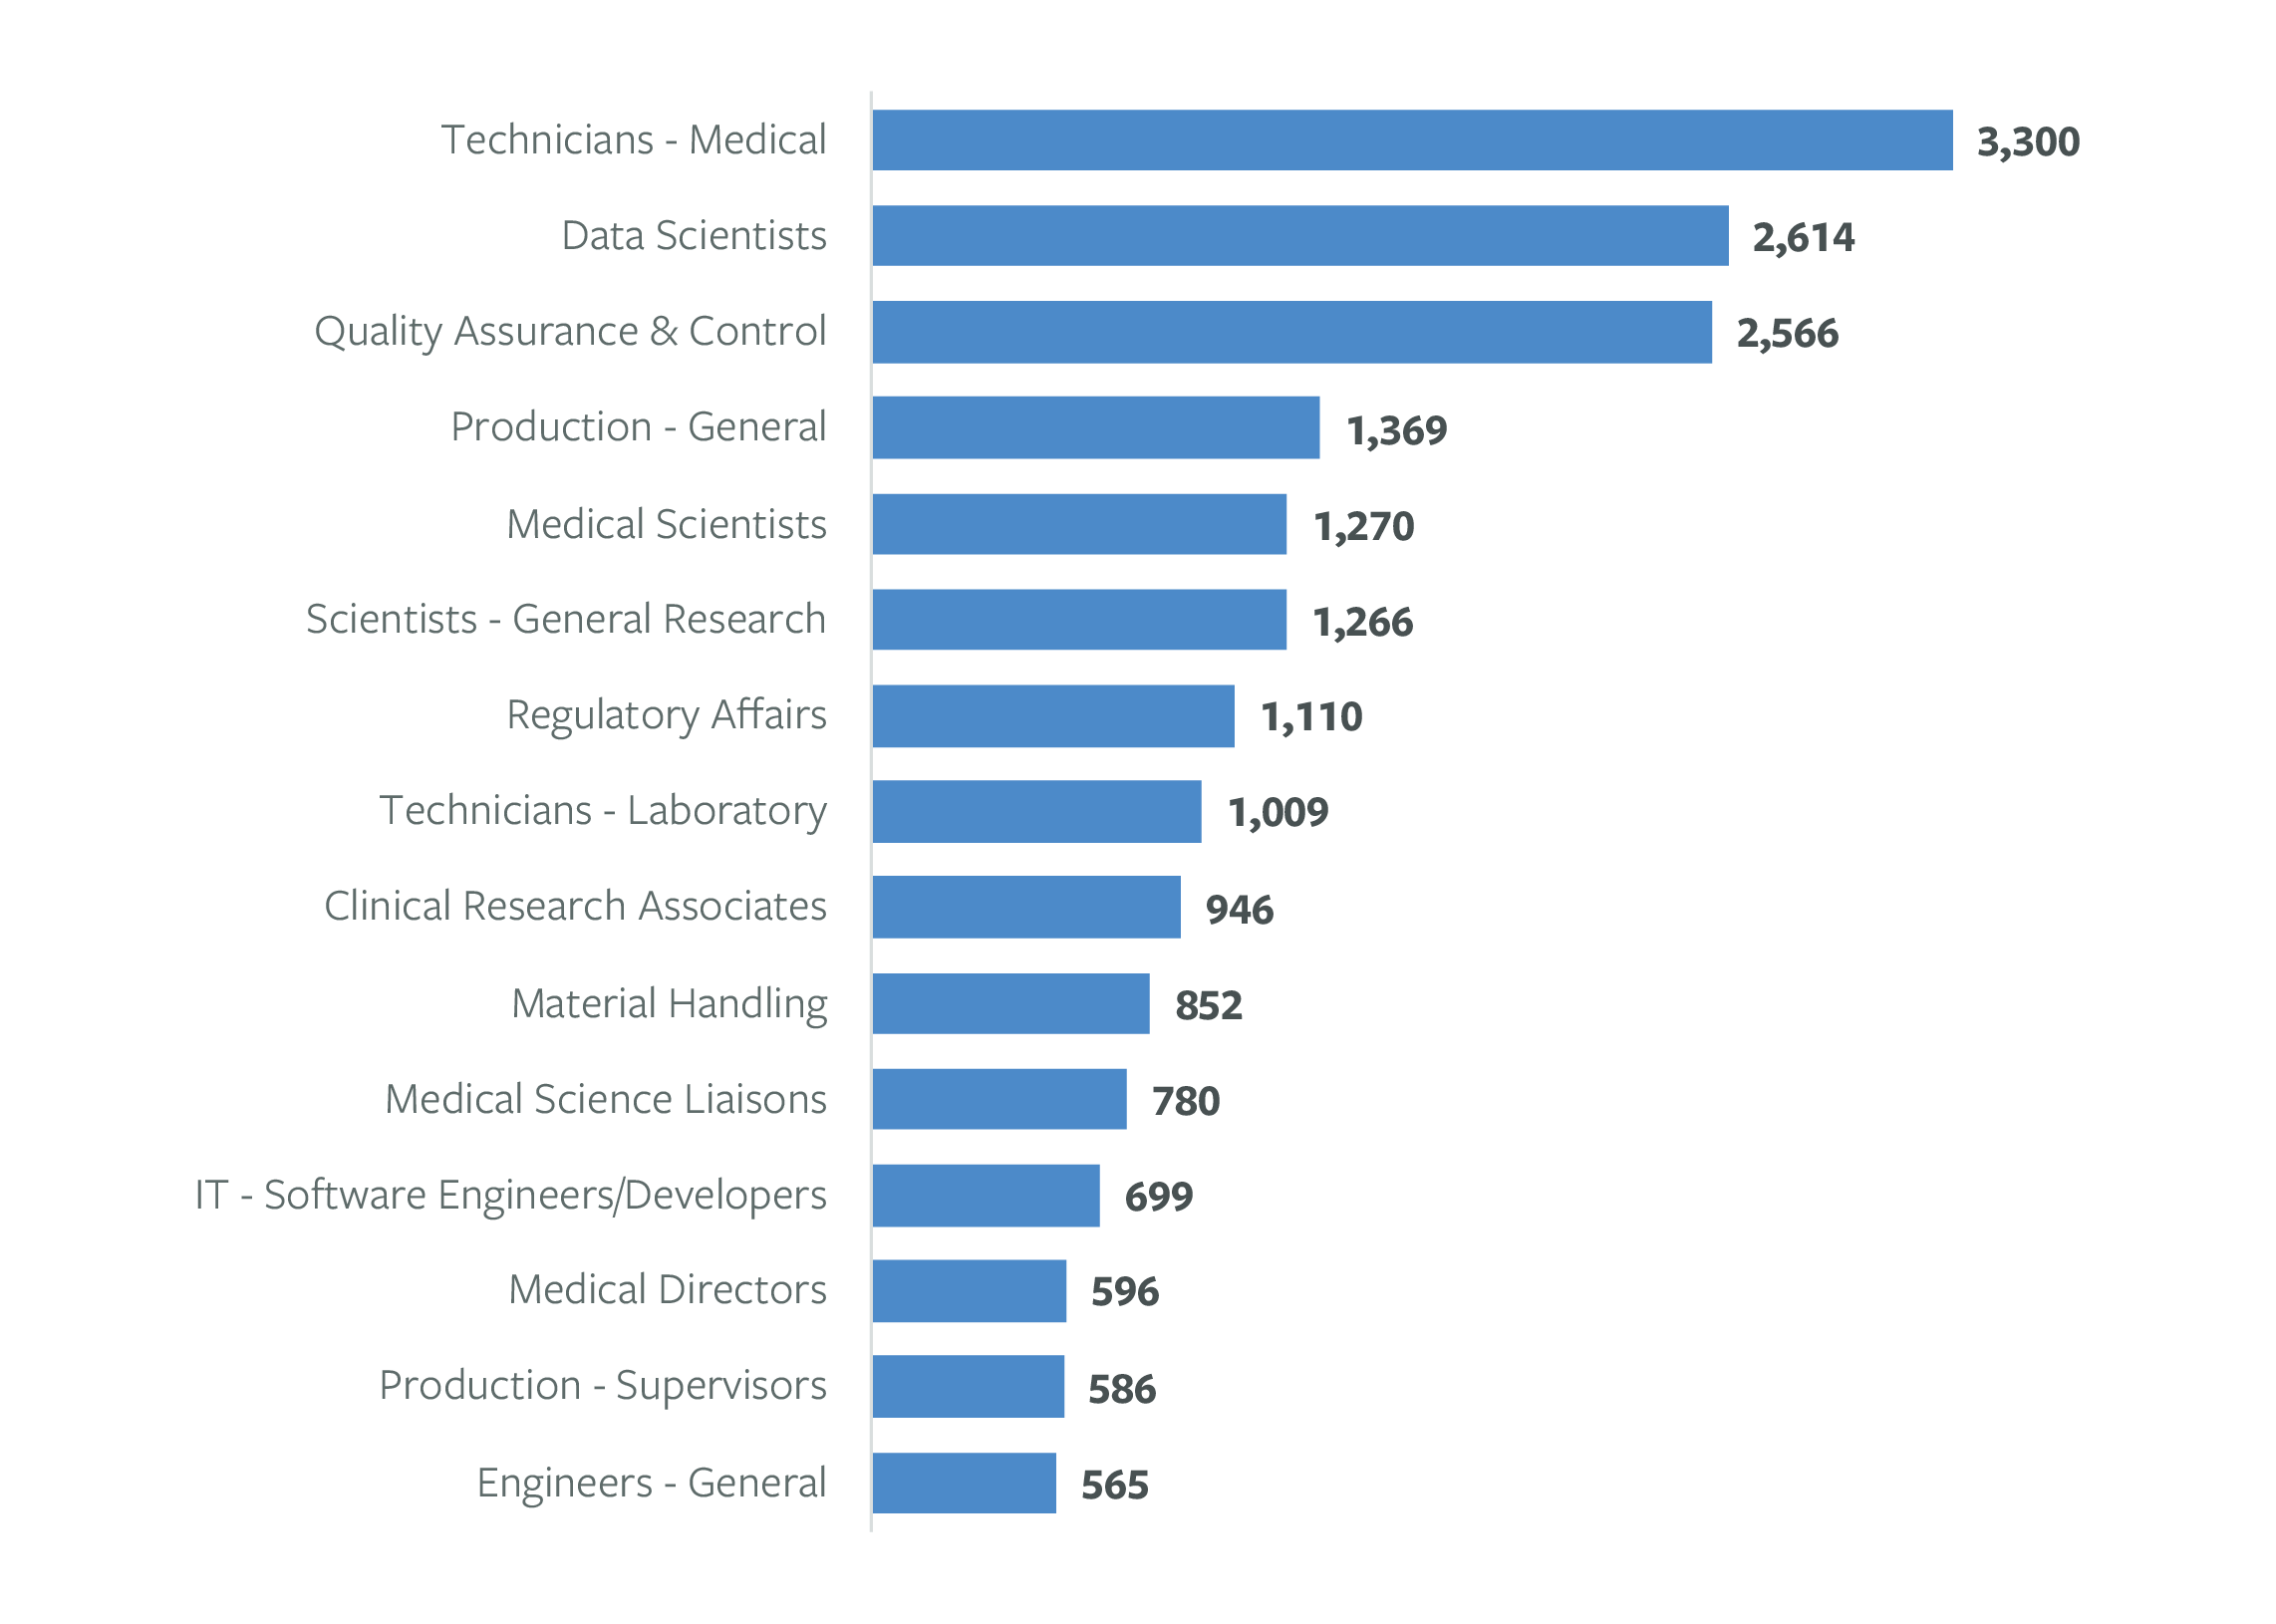 Technicians - Medical 3,300
Data Scientists 2,614
Quality Assurance & Control 2,566
Production - General 1,369
Medical Scientists 1,270
Scientists - General Research 1,266
Regulatory Affairs 1,110
Technicians - Laboratory 1,009
Clinical Research Associates 946
Material Handling 852
Medical Science Liaisons 780
IT - Software Engineers/Developers 699
Medical Directors 596
Production - Supervisors 586
Engineers - General 565